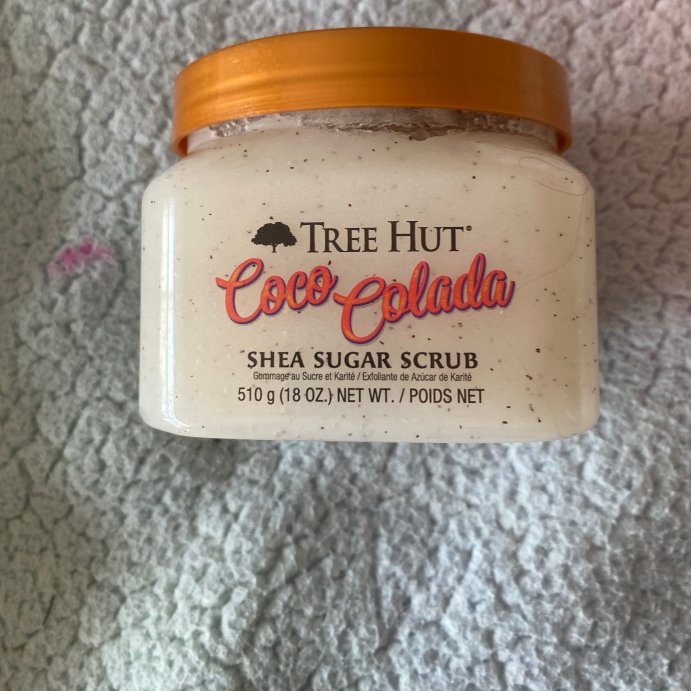 TREE HUT®
Coco Colada
SHEA SUGAR SCRUB
Gommage au Sucre et Karité / Exfoliante de Azúcar de Karité
510 g (18 OZ.) NET WT. / POIDS NET